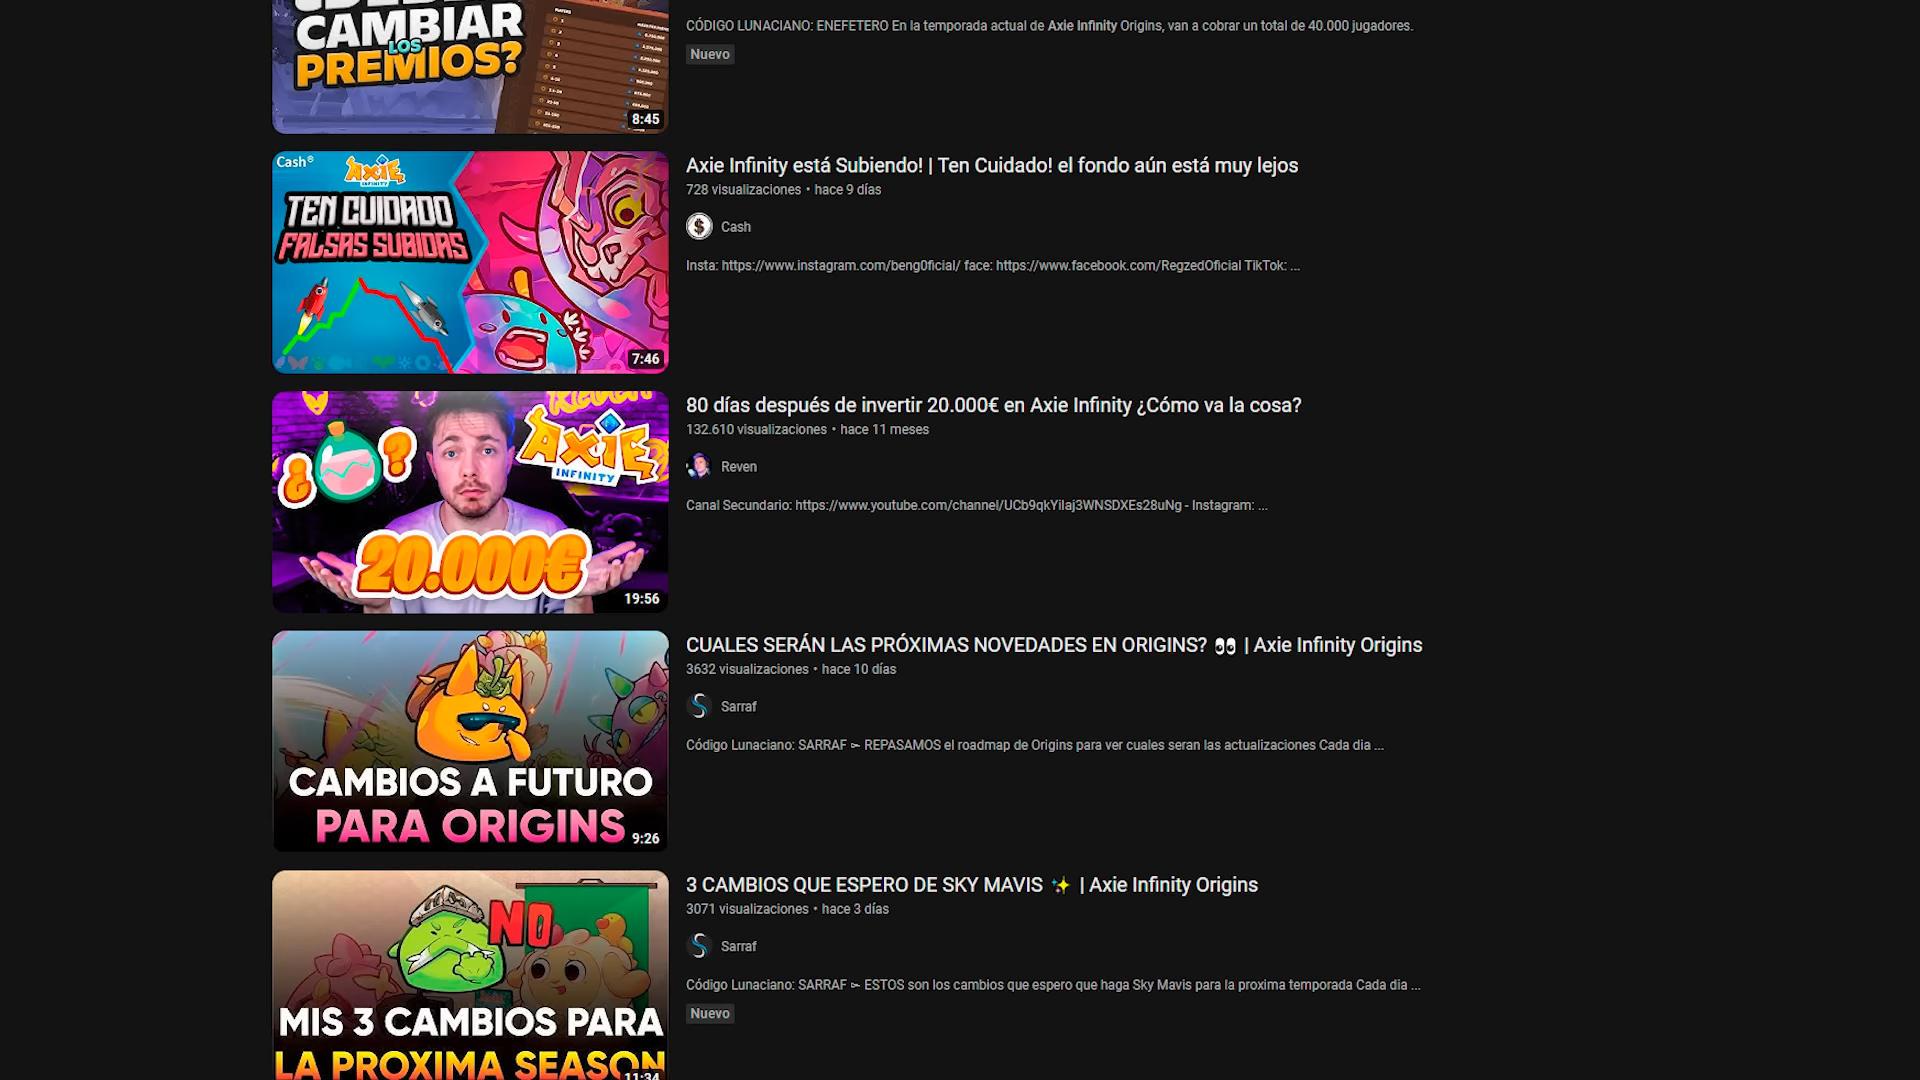 CAMBIAR
LOS
PREMIOS?
8:45
CÓDIGO LUNACIANO: ENEFETERO En la temporada actual de Axie Infinity Origins, van a cobrar un total de 40.000 jugadores.
Nuevo
Cash®
AXIE
INFINITY
TEN CUIDADO
FALSAS SUBIDAS
7:46
Axie Infinity está Subiendo! | Ten Cuidado! el fondo aún está muy lejos
728 visualizaciones • hace 9 días
Cash
Insta: https://www.instagram.com/beng0ficial/ face: https://www.facebook.com/RegzedOficial TikTok: ...
¿ ?
AXIE
INFINITY
20.000€
19:56
80 días después de invertir 20.000€ en Axie Infinity ¿Cómo va la cosa?
132.610 visualizaciones • hace 11 meses
Reven
Canal Secundario: https://www.youtube.com/channel/UCb9qkYiIaj3WNSDXEs28uNg - Instagram: ...
CAMBIOS A FUTURO
PARA ORIGINS
9:26
CUALES SERÁN LAS PRÓXIMAS NOVEDADES EN ORIGINS? 👀 | Axie Infinity Origins
3632 visualizaciones • hace 10 días
Sarraf
Código Lunaciano: SARRAF ► REPASAMOS el roadmap de Origins para ver cuales seran las actualizaciones Cada dia ...
NO
MIS 3 CAMBIOS PARA
LA PROXIMA SEASON
11:34
3 CAMBIOS QUE ESPERO DE SKY MAVIS ✨ | Axie Infinity Origins
3071 visualizaciones • hace 3 días
Sarraf
Código Lunaciano: SARRAF ► ESTOS son los cambios que espero que haga Sky Mavis para la proxima temporada Cada dia ...
Nuevo